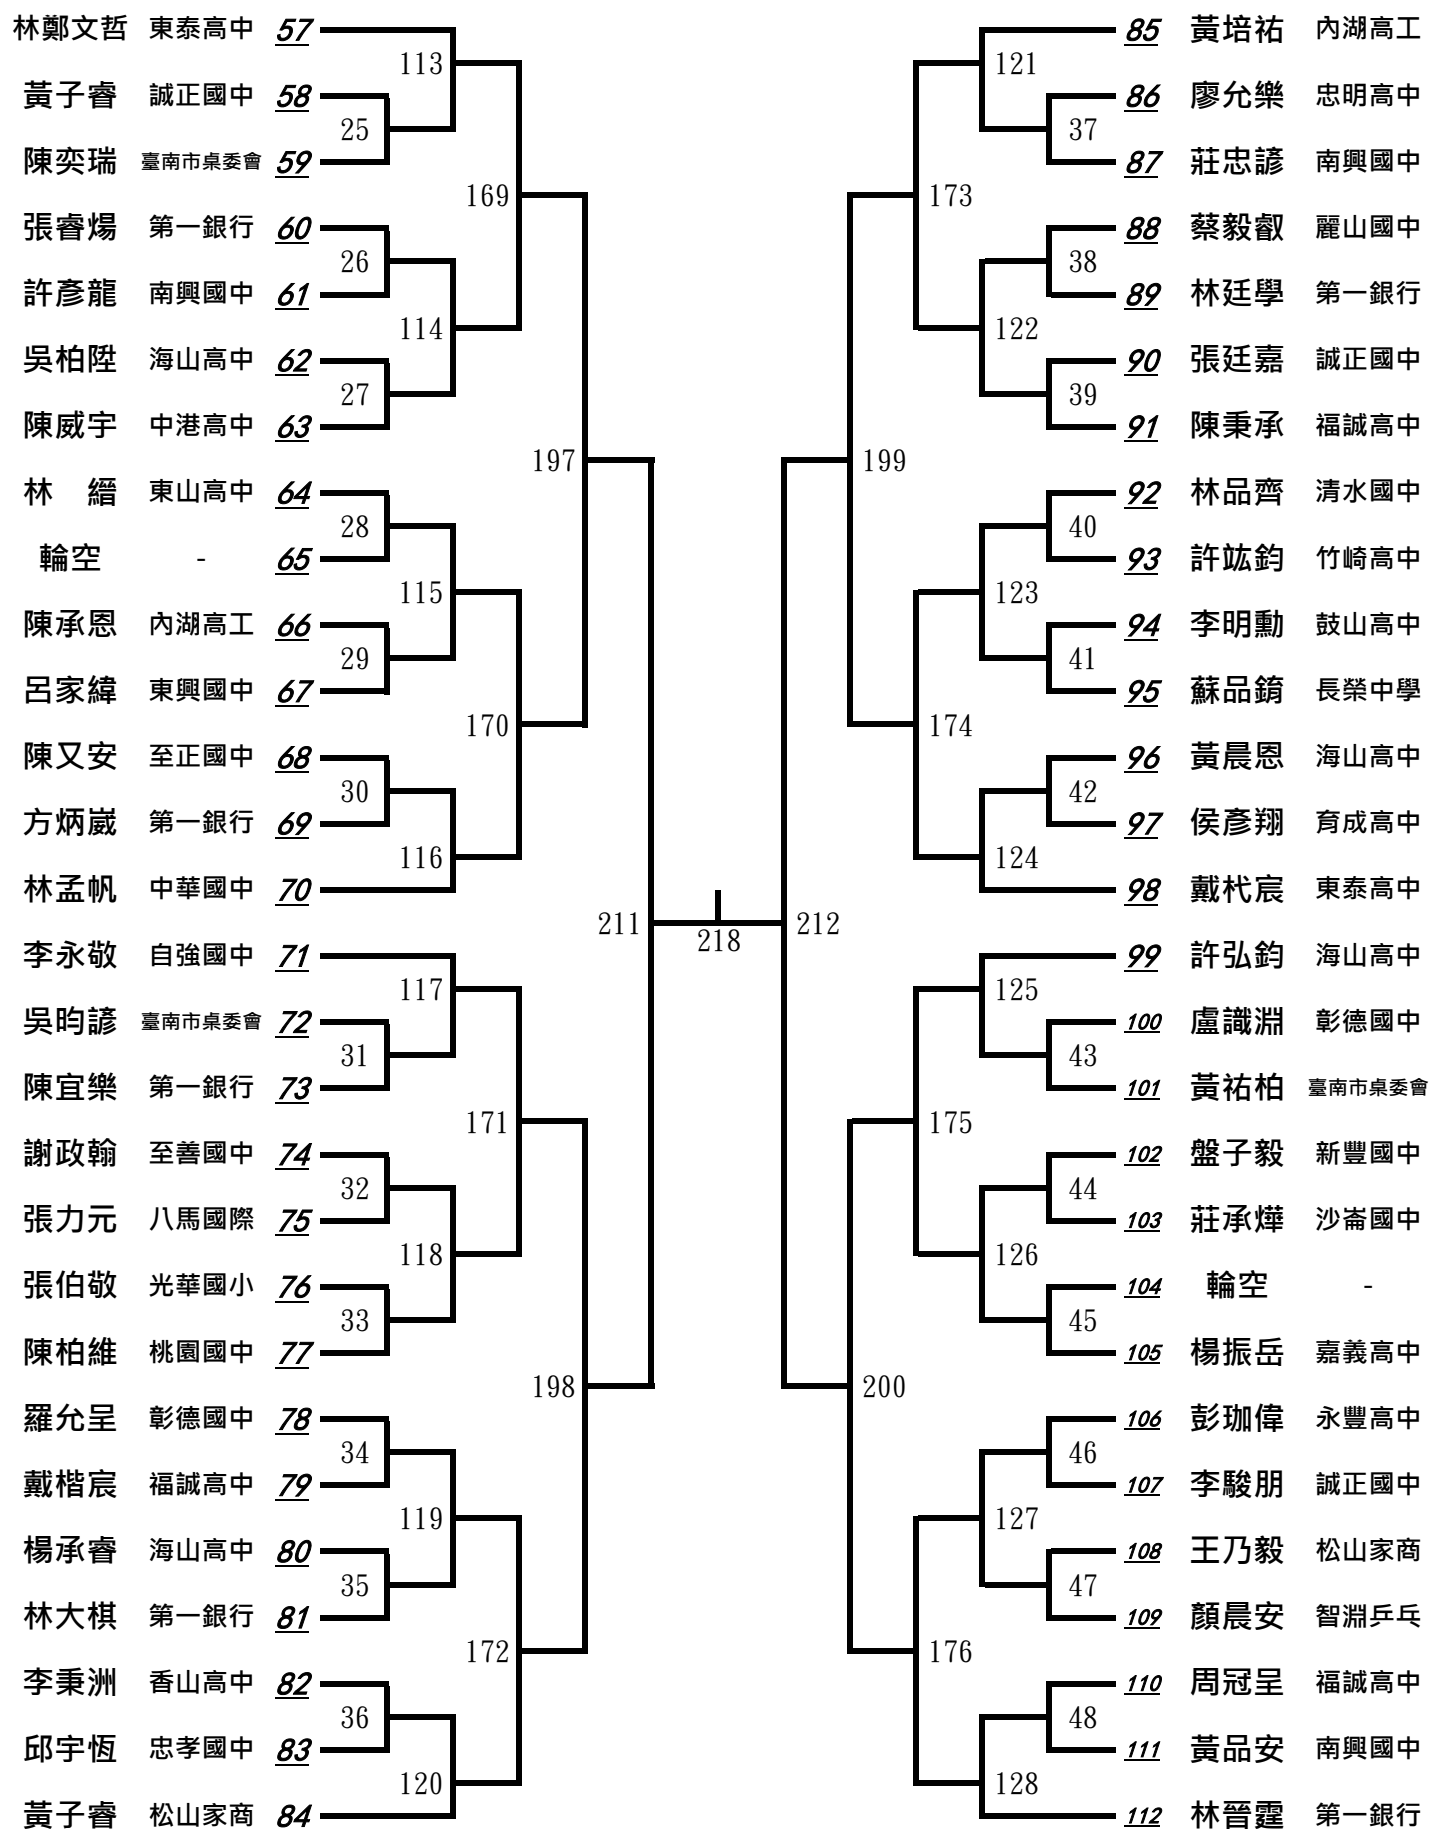 林鄭文哲 東泰高中 57
113
黃子睿 誠正國中 58
25
陳奕瑞 臺南市桌委會 59
169
張睿煬 第一銀行 60
26
許彥龍 南興國中 61
114
吳柏陞 海山高中 62
27
陳威宇 中港高中 63
197
林 縉 東山高中 64
28
輪空 - 65
115
陳承恩 內湖高工 66
29
呂家緯 東興國中 67
170
陳又安 至正國中 68
30
方炳崴 第一銀行 69
116
林孟帆 中華國中 70
211
李永敬 自強國中 71
117
吳昀諺 臺南市桌委會 72
31
陳宜樂 第一銀行 73
171
謝政翰 至善國中 74
32
張力元 八馬國際 75
118
張伯敬 光華國小 76
33
陳柏維 桃園國中 77
198
羅允呈 彰德國中 78
34
戴楷宸 福誠高中 79
119
楊承睿 海山高中 80
35
林大棋 第一銀行 81
172
李秉洲 香山高中 82
36
邱宇恆 忠孝國中 83
120
黃子睿 松山家商 84
218
85 黃培祐 內湖高工
121
86 廖允樂 忠明高中
37
87 莊忠諺 南興國中
173
88 蔡毅叡 麗山國中
38
89 林廷學 第一銀行
122
90 張廷嘉 誠正國中
39
91 陳秉承 福誠高中
199
92 林品齊 清水國中
40
93 許竑鈞 竹崎高中
123
94 李明勳 鼓山高中
41
95 蘇品錥 長榮中學
174
96 黃晨恩 海山高中
42
97 侯彥翔 育成高中
124
98 戴杙宸 東泰高中
212
99 許弘鈞 海山高中
125
100 盧識淵 彰德國中
43
101 黃祐柏 臺南市桌委會
175
102 盤子毅 新豐國中
44
103 莊承燁 沙崙國中
126
104 輪空 -
45
105 楊振岳 嘉義高中
200
106 彭珈偉 永豐高中
46
107 李駿朋 誠正國中
127
108 王乃毅 松山家商
47
109 顏晨安 智淵乒乓
176
110 周冠呈 福誠高中
48
111 黃品安 南興國中
128
112 林晉霆 第一銀行